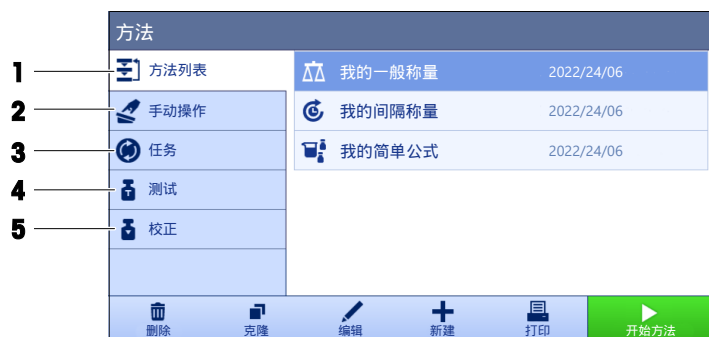 方法
1 方法列表 我的一般称量 2022/24/06
2 手动操作 我的间隔称量 2022/24/06
3 任务 我的简单公式 2022/24/06
4 测试
5 校正
删除 克隆 编辑 新建 打印 开始方法